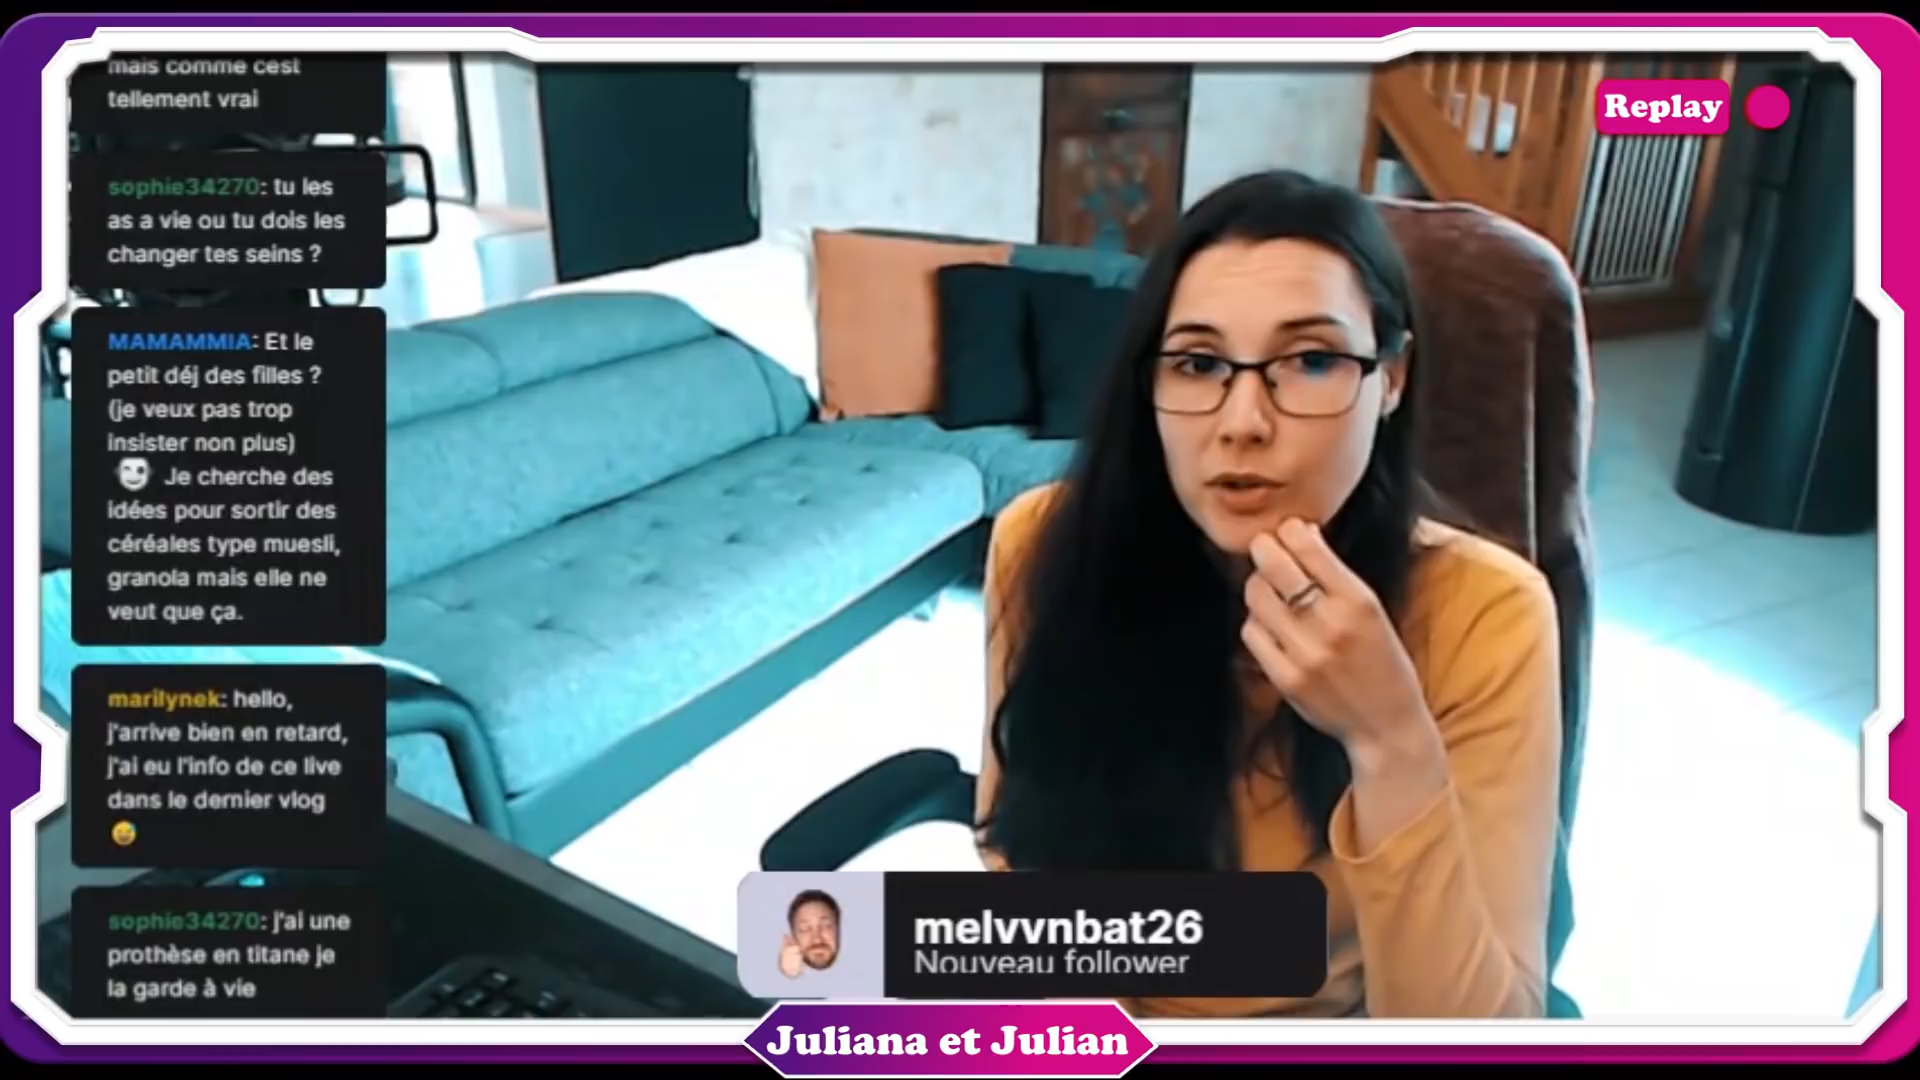 mais comme cest
tellement vrai
sophie34270: tu les
as a vie ou tu dois les
changer tes seins ?
MAMAMMIA: Et le
petit déj des filles ?
(je veux pas trop
insister non plus)
Je cherche des
idées pour sortir des
céréales type muesli,
granola mais elle ne
veut que ça.
marilynek: hello,
j'arrive bien en retard,
j'ai eu l'info de ce live
dans le dernier vlog
sophie34270: j'ai une
prothèse en titane je
la garde à vie
Replay
melvvnbat26
Nouveau follower
Juliana et Julian